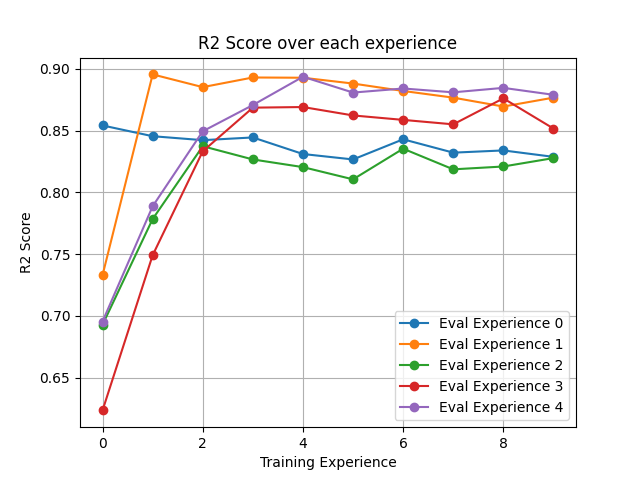 R2 Score over each experience
0.90
0.85
0.80
0.75
0.70
0.65
R2 Score
0
2
4
6
8
Training Experience
Eval Experience 0
Eval Experience 1
Eval Experience 2
Eval Experience 3
Eval Experience 4